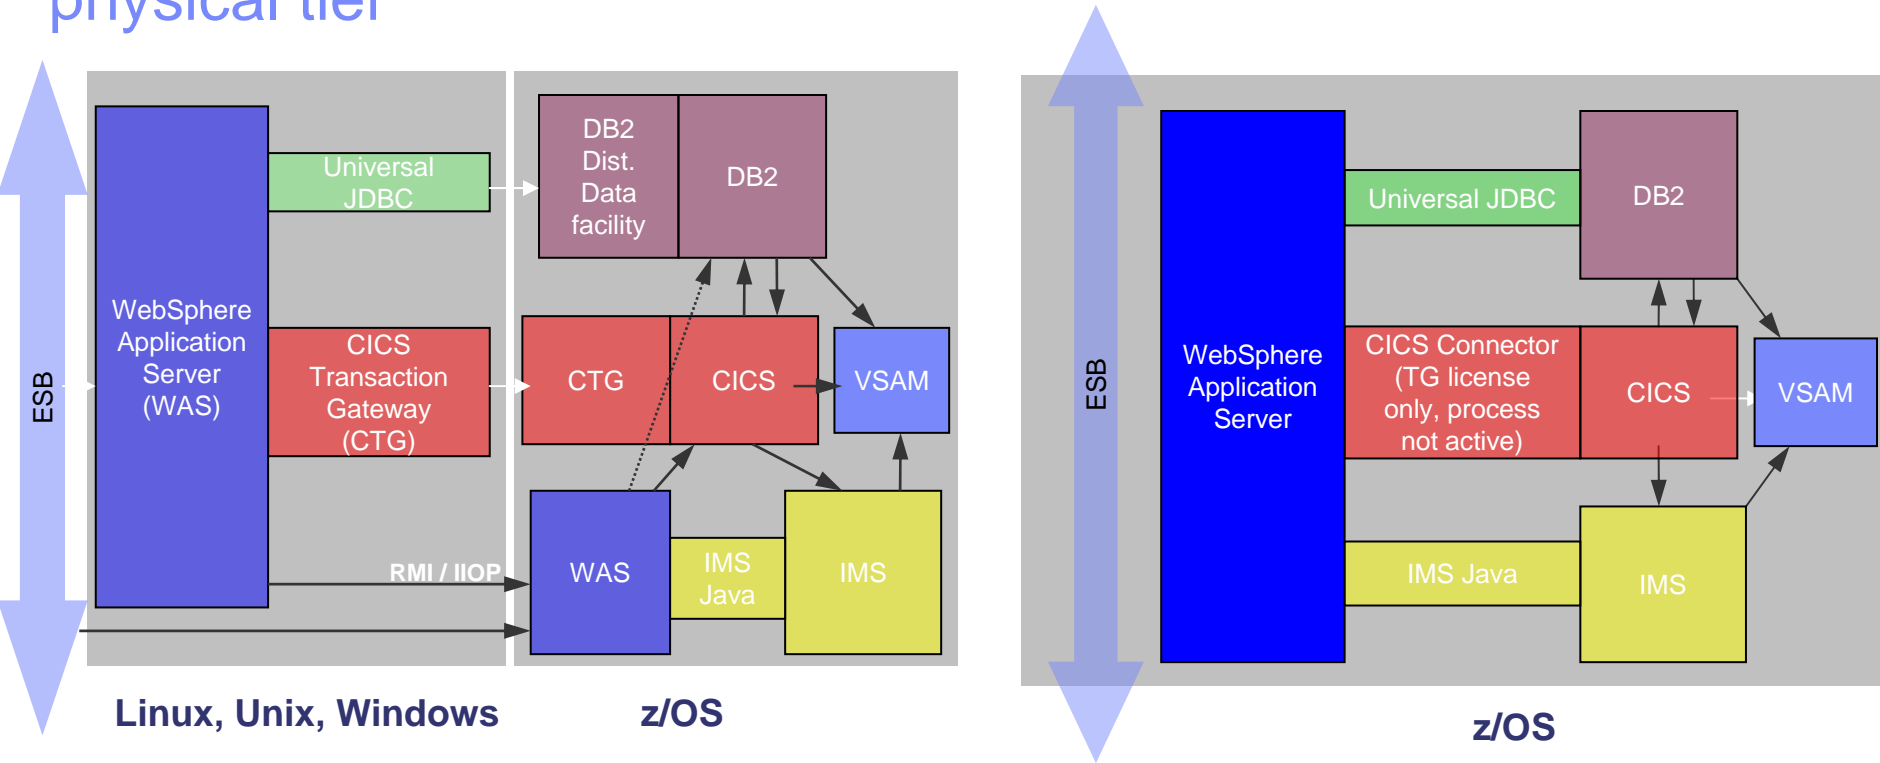 physical tier
ESB
WebSphere
Application
Server
(WAS)
Universal
JDBC
CICS
Transaction
Gateway
(CTG)
RMI / IIOP
DB2
Dist.
Data
facility
DB2
CTG
CICS
VSAM
WAS
IMS
Java
IMS
Linux, Unix, Windows
z/OS
ESB
WebSphere
Application
Server
Universal JDBC
DB2
CICS Connector
(TG license
only, process
not active)
CICS
VSAM
IMS Java
IMS
z/OS